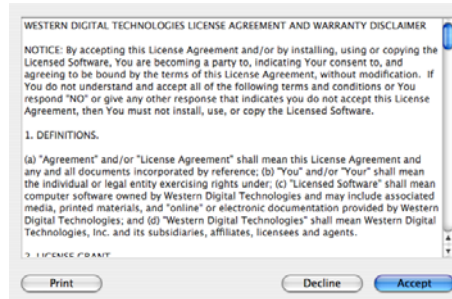 WESTERN DIGITAL TECHNOLOGIES LICENSE AGREEMENT AND WARRANTY DISCLAIMER
NOTICE: By accepting this License Agreement and/or by installing, using or copying the
Licensed Software, You are becoming a party to, indicating Your consent to, and
agreeing to be bound by the terms of this License Agreement, without modification. If
You do not understand and accept all of the following terms and conditions or You
respond "NO" or give any other response that indicates you do not accept this License
Agreement, then You must not install, use, or copy the Licensed Software.
1. DEFINITIONS.
(a) "Agreement" and/or "License Agreement" shall mean this License Agreement and
any and all documents incorporated by reference; (b) "You" and/or "Your" shall mean
the individual or legal entity exercising rights under; (c) "Licensed Software" shall mean
computer software owned by Western Digital Technologies and may include associated
media, printed materials, and "online" or electronic documentation provided by Western
Digital Technologies; and (d) "Western Digital Technologies" shall mean Western Digital
Technologies, Inc. and its subsidiaries, affiliates, licensees and agents.
2. LICENSE GRANT
Print
Decline
Accept